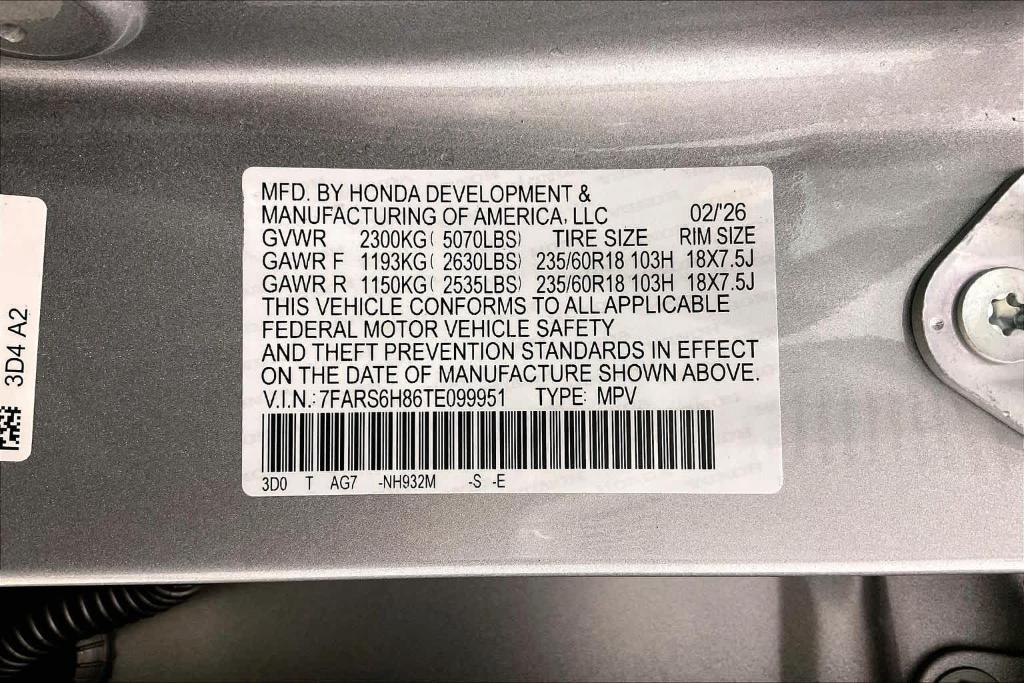 MFD. BY HONDA DEVELOPMENT &
MANUFACTURING OF AMERICA, LLC 02/'26
GVWR 2300KG( 5070LBS) TIRE SIZE RIM SIZE
GAWR F 1193KG( 2630LBS) 235/60R18 103H 18X7.5J
GAWR R 1150KG( 2535LBS) 235/60R18 103H 18X7.5J
THIS VEHICLE CONFORMS TO ALL APPLICABLE
FEDERAL MOTOR VEHICLE SAFETY
AND THEFT PREVENTION STANDARDS IN EFFECT
ON THE DATE OF MANUFACTURE SHOWN ABOVE.
V.I.N.:7FARS6H86TE099951 TYPE: MPV
3D0 T AG7 -NH932M -S -E
3D4 A2